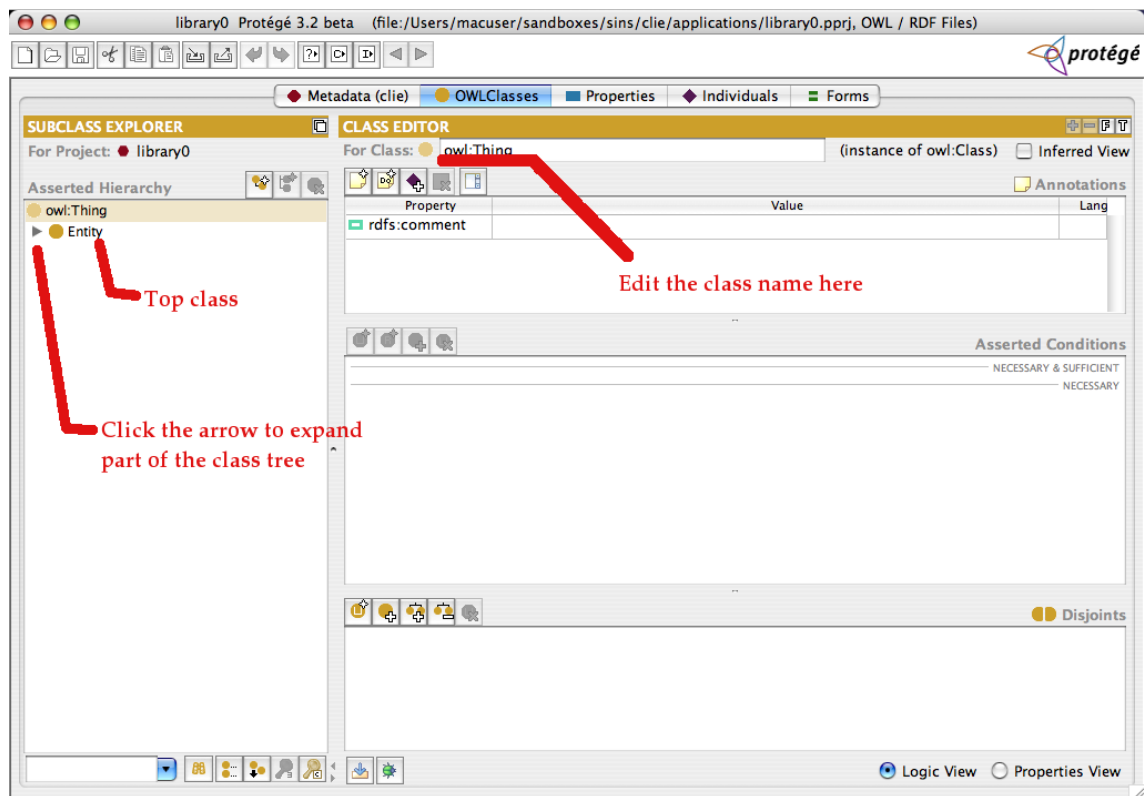 library0 Protégé 3.2 beta (file:/Users/macuser/sandboxes/sins/clie/applications/library0.pprj, OWL / RDF Files)
protégé
Metadata (clie) OWLClasses Properties Individuals Forms
SUBCLASS EXPLORER
For Project: library0
Asserted Hierarchy
owl:Thing
Entity
Top class
Click the arrow to expand
part of the class tree
CLASS EDITOR
F T
For Class: owl:Thing (instance of owl:Class) Inferred View
Annotations
Property Value Lang
rdfs:comment
Edit the class name here
Asserted Conditions
NECESSARY & SUFFICIENT
NECESSARY
Disjoints
Logic View Properties View